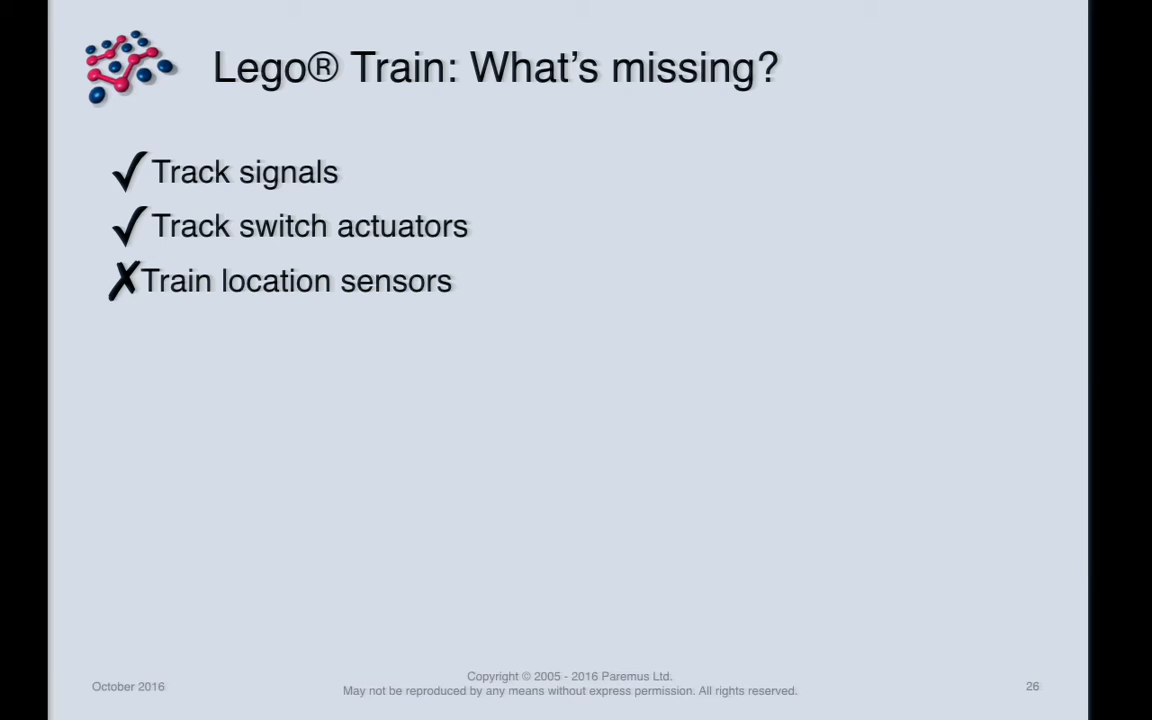 Lego® Train: What's missing?
✓Track signals
✓Track switch actuators
✗Train location sensors
October 2016
Copyright © 2005 - 2016 Paremus Ltd.
May not be reproduced by any means without express permission. All rights reserved.
26